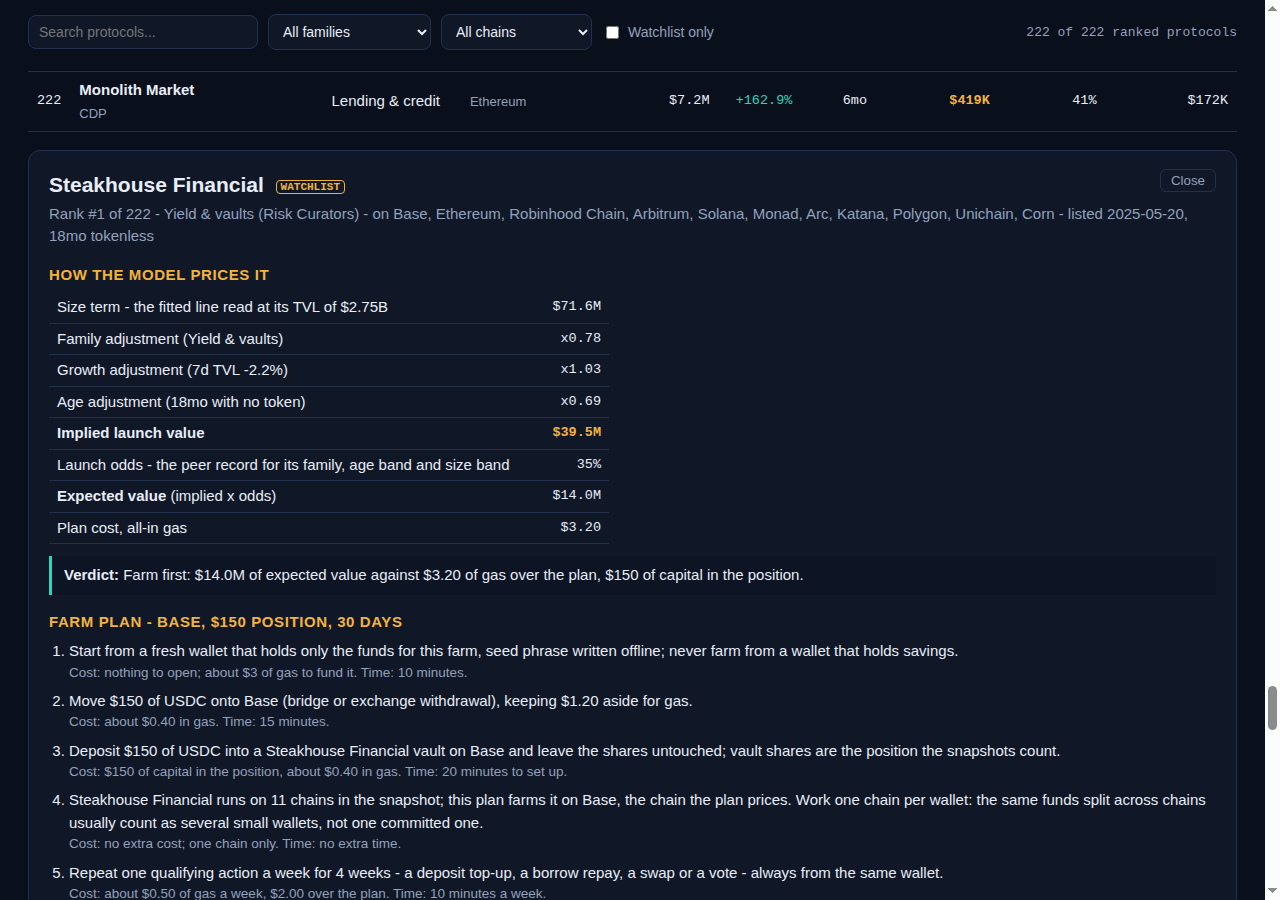 Search protocols...
All families
All chains
Watchlist only
222 of 222 ranked protocols
222 Monolith Market Lending & credit Ethereum $7.2M +162.9% 6mo $419K 41% $172K
CDP
Steakhouse Financial WATCHLIST
Close
Rank #1 of 222 - Yield & vaults (Risk Curators) - on Base, Ethereum, Robinhood Chain, Arbitrum, Solana, Monad, Arc, Katana, Polygon, Unichain, Corn - listed 2025-05-20,
18mo tokenless
HOW THE MODEL PRICES IT
Size term - the fitted line read at its TVL of $2.75B $71.6M
Family adjustment (Yield & vaults) x0.78
Growth adjustment (7d TVL -2.2%) x1.03
Age adjustment (18mo with no token) x0.69
Implied launch value $39.5M
Launch odds - the peer record for its family, age band and size band 35%
Expected value (implied x odds) $14.0M
Plan cost, all-in gas $3.20
Verdict: Farm first: $14.0M of expected value against $3.20 of gas over the plan, $150 of capital in the position.
FARM PLAN - BASE, $150 POSITION, 30 DAYS
1. Start from a fresh wallet that holds only the funds for this farm, seed phrase written offline; never farm from a wallet that holds savings.
Cost: nothing to open; about $3 of gas to fund it. Time: 10 minutes.
2. Move $150 of USDC onto Base (bridge or exchange withdrawal), keeping $1.20 aside for gas.
Cost: about $0.40 in gas. Time: 15 minutes.
3. Deposit $150 of USDC into a Steakhouse Financial vault on Base and leave the shares untouched; vault shares are the position the snapshots count.
Cost: $150 of capital in the position, about $0.40 in gas. Time: 20 minutes to set up.
4. Steakhouse Financial runs on 11 chains in the snapshot; this plan farms it on Base, the chain the plan prices. Work one chain per wallet: the same funds split across chains
usually count as several small wallets, not one committed one.
Cost: no extra cost; one chain only. Time: no extra time.
5. Repeat one qualifying action a week for 4 weeks - a deposit top-up, a borrow repay, a swap or a vote - always from the same wallet.
Cost: about $0.50 of gas a week, $2.00 over the plan. Time: 10 minutes a week.